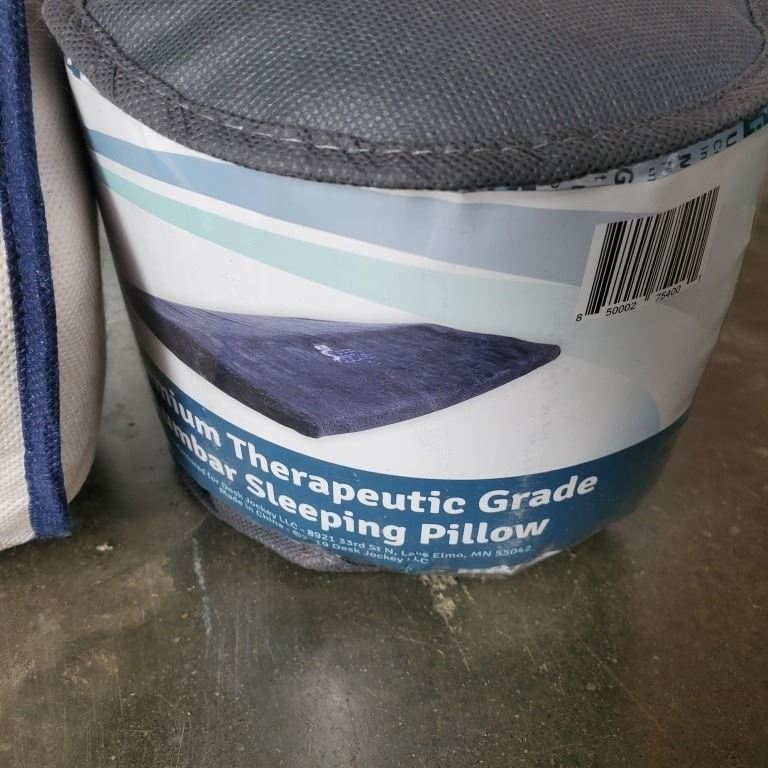 8 50002 75400
Therapeutic Grade
Sleeping Pillow
for Desk Jockey LLC - 8921 33rd St N, Lake Elmo, MN 55042
Made in China - Desk Jockey